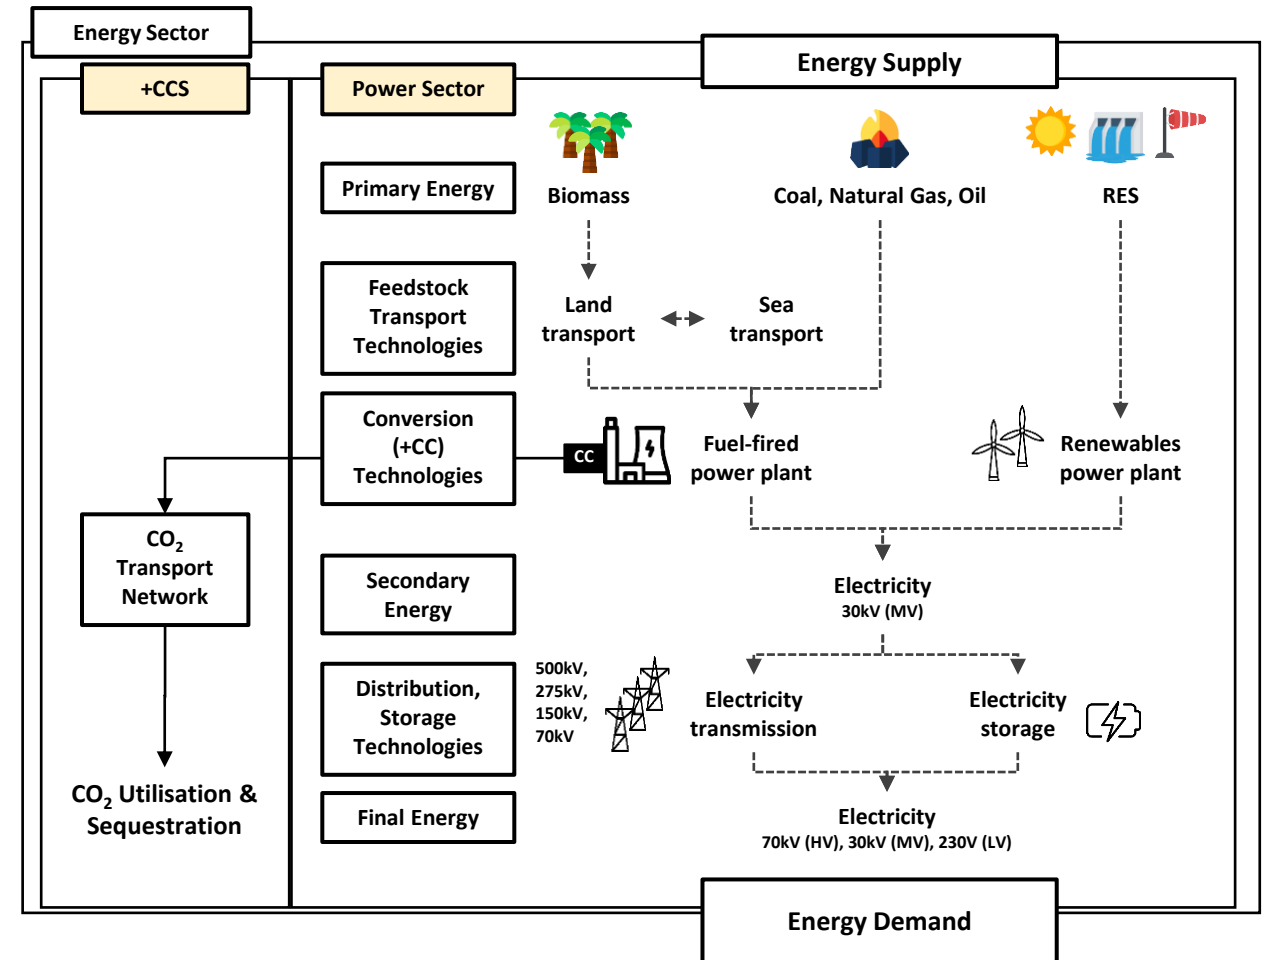 Energy Sector
Energy Supply
+CCS
Power Sector
Primary Energy
Biomass
Coal, Natural Gas, Oil
RES
Feedstock
Transport
Technologies
Land
transport
Sea
transport
Conversion
(+CC)
Technologies
CC
Fuel-fired
power plant
Renewables
power plant
CO₂
Transport
Network
Secondary
Energy
Electricity
30kV (MV)
Distribution,
Storage
Technologies
500kV,
275kV,
150kV,
70kV
Electricity
transmission
Electricity
storage
CO₂ Utilisation &
Sequestration
Final Energy
Electricity
70kV (HV), 30kV (MV), 230V (LV)
Energy Demand